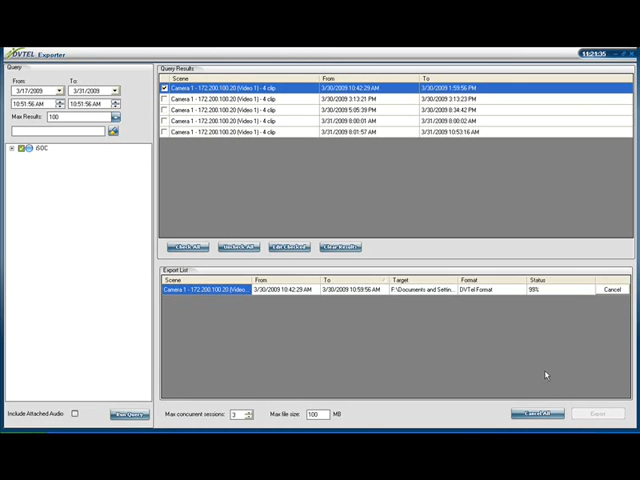 DVTEL Exporter
11:21:35
Query
From:
To:
3/17/2009
3/31/2009
10:51:56 AM
10:51:56 AM
Max Results:
100
iSOC
Include Attached Audio
Run Query
Query Results
Scene From To
Camera 1 - 172.200.100.20 (Video 1) - 4 clip 3/30/2009 10:42:29 AM 3/30/2009 1:59:56 PM
Camera 1 - 172.200.100.20 (Video 1) - 4 clip 3/30/2009 3:13:21 PM 3/30/2009 3:13:23 PM
Camera 1 - 172.200.100.20 (Video 1) - 4 clip 3/30/2009 5:05:39 PM 3/30/2009 8:34:42 PM
Camera 1 - 172.200.100.20 (Video 1) - 4 clip 3/31/2009 8:00:01 AM 3/31/2009 8:00:02 AM
Camera 1 - 172.200.100.20 (Video 1) - 4 clip 3/31/2009 8:01:57 AM 3/31/2009 10:53:16 AM
Check All
Uncheck All
Edit Checked
Clear Results
Export List
Scene From To Target Format Status
Camera 1 - 172.200.100.20 (Video... 3/30/2009 10:42:29 AM 3/30/2009 10:59:56 AM F:\Documents and Settin... DVTel Format 99% Cancel
Max concurrent sessions: 3
Max file size: 100 MB
Cancel All
Export